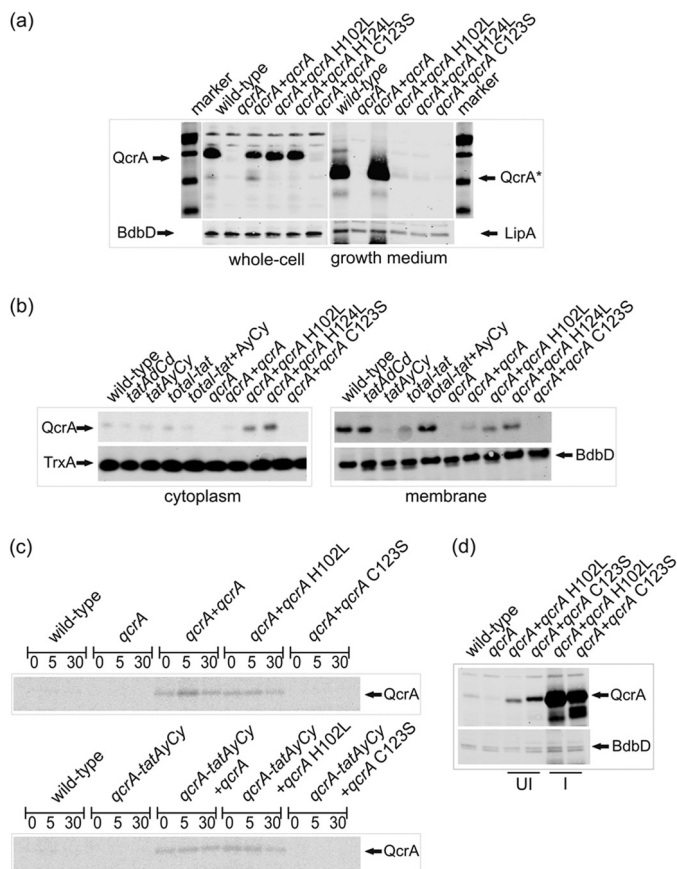 (a)
marker
wild-type
qcrA
qcrA+qcrA
qcrA+qcrA H102L
qcrA+qcrA H124L
qcrA+qcrA C123S
wild-type
qcrA
qcrA+qcrA
qcrA+qcrA H102L
qcrA+qcrA H124L
qcrA+qcrA C123S
marker
QcrA
QcrA*
BdbD
LipA
whole-cell growth medium
(b)
wild-type
tatAdCd
tatAyCy
total-tat
total-tat+AyCy
qcrA
qcrA+qcrA
qcrA+qcrA H102L
qcrA+qcrA H124L
qcrA+qcrA C123S
wild-type
tatAdCd
tatAyCy
total-tat
total-tat+AyCy
qcrA
qcrA+qcrA
qcrA+qcrA H102L
qcrA+qcrA H124L
qcrA+qcrA C123S
QcrA
TrxA
BdbD
cytoplasm
membrane
(c)
wild-type
qcrA
qcrA+qcrA
qcrA+qcrA H102L
qcrA+qcrA C123S
0 5 30 0 5 30 0 5 30 0 5 30 0 5 30
QcrA
wild-type
qcrA-tatAyCy
qcrA-tatAyCy
+qcrA
qcrA-tatAyCy
+qcrA H102L
qcrA-tatAyCy
+qcrA C123S
0 5 30 0 5 30 0 5 30 0 5 30 0 5 30
QcrA
(d)
wild-type
qcrA
qcrA+qcrA H102L
qcrA+qcrA C123S
qcrA+qcrA H102L
qcrA+qcrA C123S
QcrA
BdbD
UI I